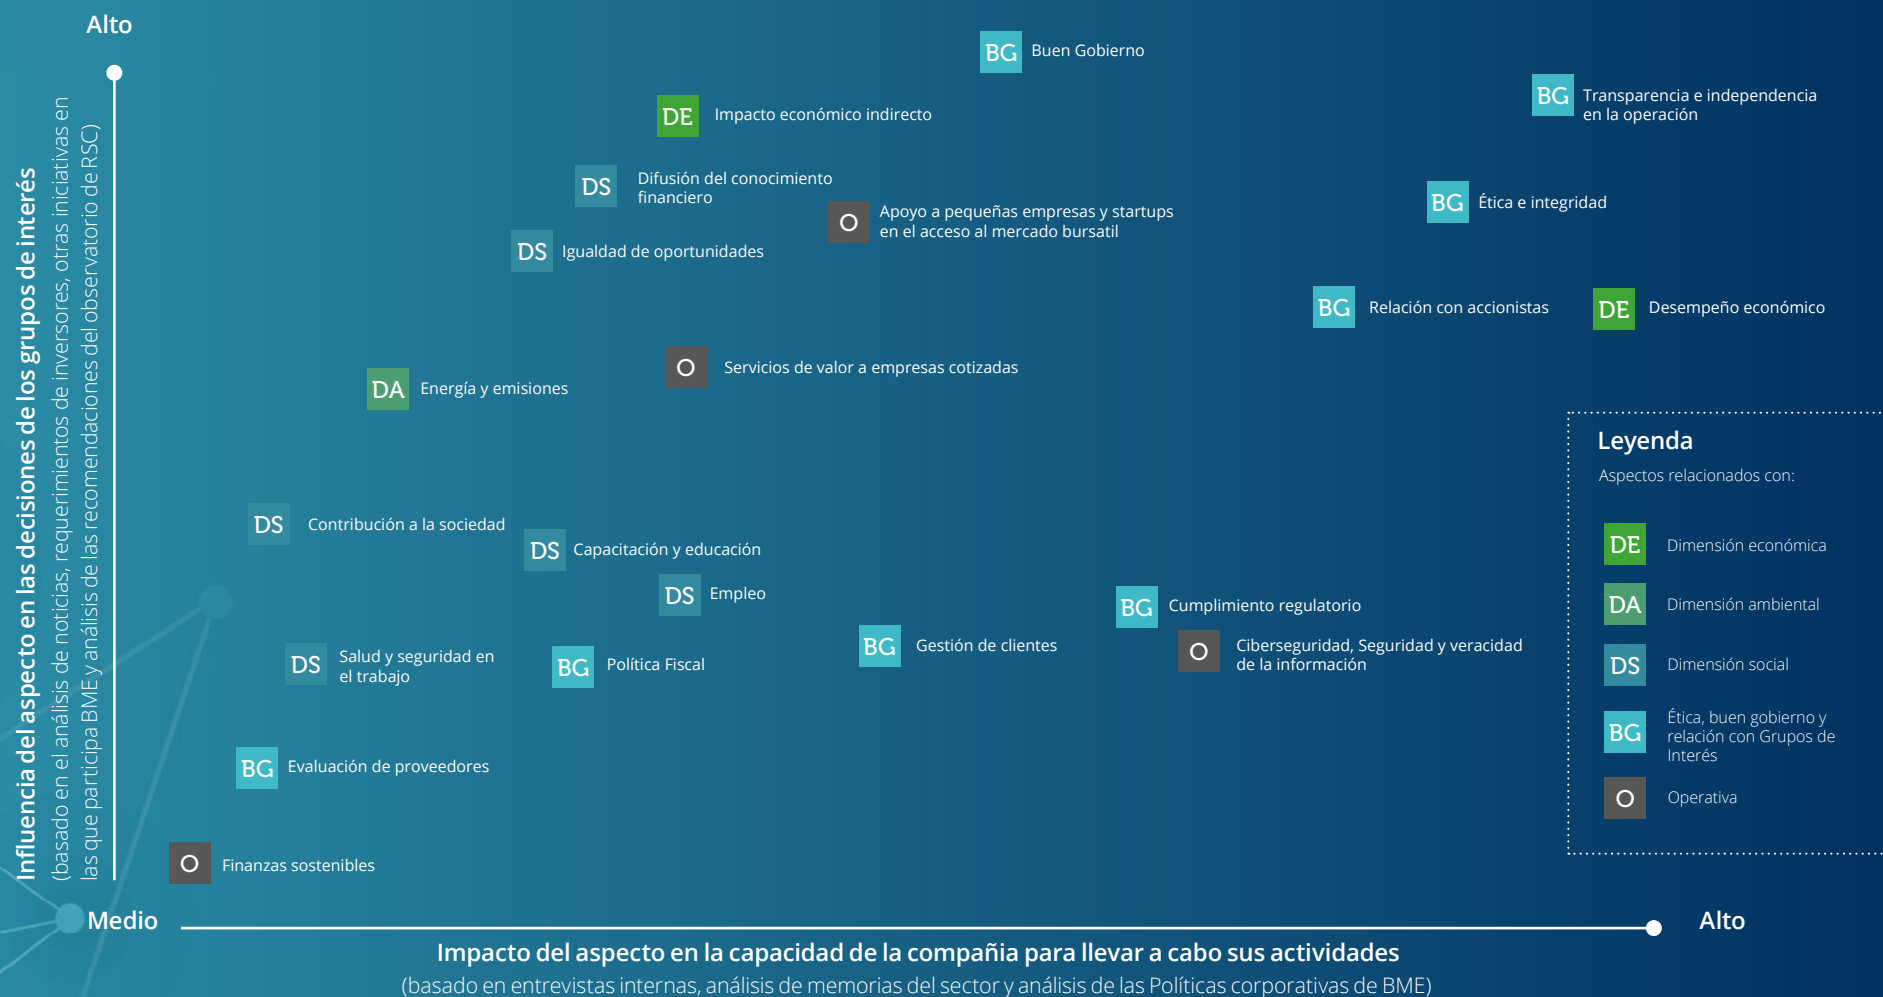 Alto
BG
Buen Gobierno
BG
Transparencia e independencia
en la operación
DE
Impacto económico indirecto
DS
Difusión del conocimiento
financiero
O
Apoyo a pequeñas empresas y startups
en el acceso al mercado bursatil
BG
Ética e integridad
DS
Igualdad de oportunidades
BG
Relación con accionistas
DE
Desempeño económico
O
Servicios de valor a empresas cotizadas
DA
Energía y emisiones
DS
Contribución a la sociedad
DS
Capacitación y educación
DS
Empleo
BG
Cumplimiento regulatorio
DS
Salud y seguridad en
el trabajo
BG
Política Fiscal
BG
Gestión de clientes
O
Ciberseguridad, Seguridad y veracidad
de la información
BG
Evaluación de proveedores
O
Finanzas sostenibles
Influencia del aspecto en las decisiones de los grupos de interés
(basado en el análisis de noticias, requerimientos de inversores, otras iniciativas en
las que participa BME y análisis de las recomendaciones del observatorio de RSC)
Leyenda
Aspectos relacionados con:
DE
Dimensión económica
DA
Dimensión ambiental
DS
Dimensión social
BG
Ética, buen gobierno y
relación con Grupos de
Interés
O
Operativa
Medio
Alto
Impacto del aspecto en la capacidad de la compañia para llevar a cabo sus actividades
(basado en entrevistas internas, análisis de memorias del sector y análisis de las Políticas corporativas de BME)